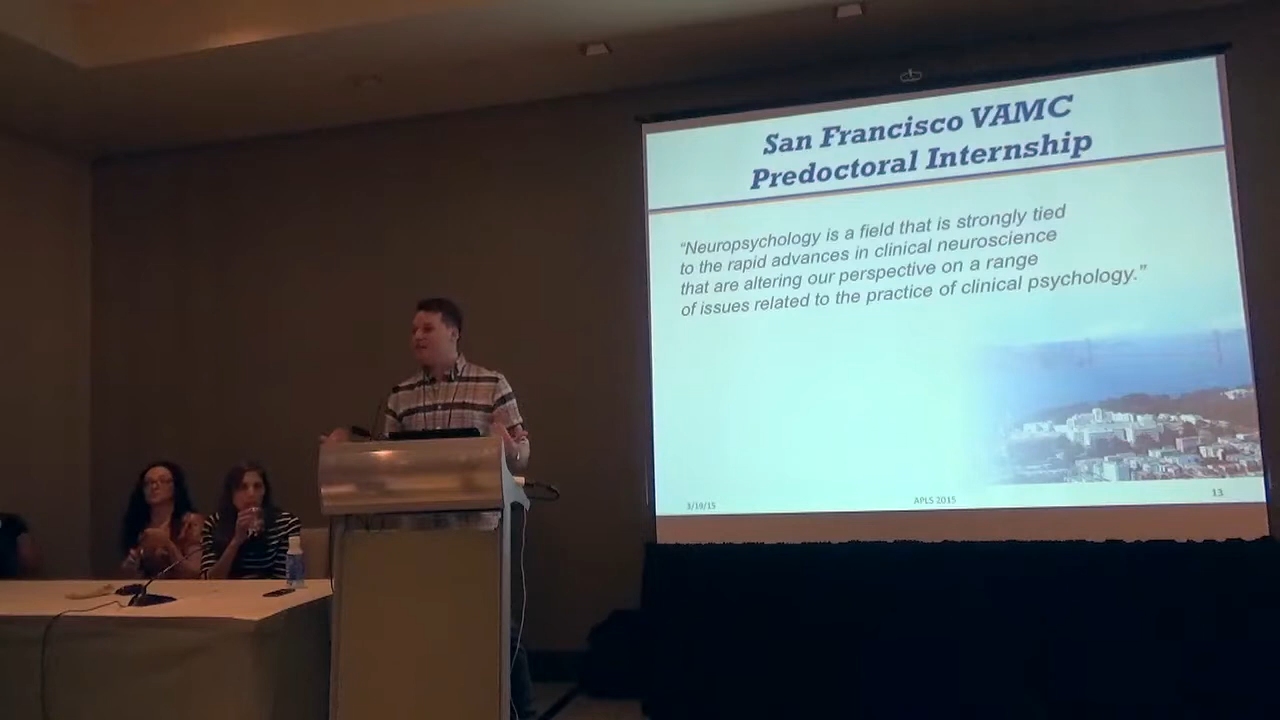 San Francisco VAMC
Predoctoral Internship
“Neuropsychology is a field that is strongly tied
to the rapid advances in clinical neuroscience
that are altering our perspective on a range
of issues related to the practice of clinical psychology.”
3/19/15
APLS 2015
13